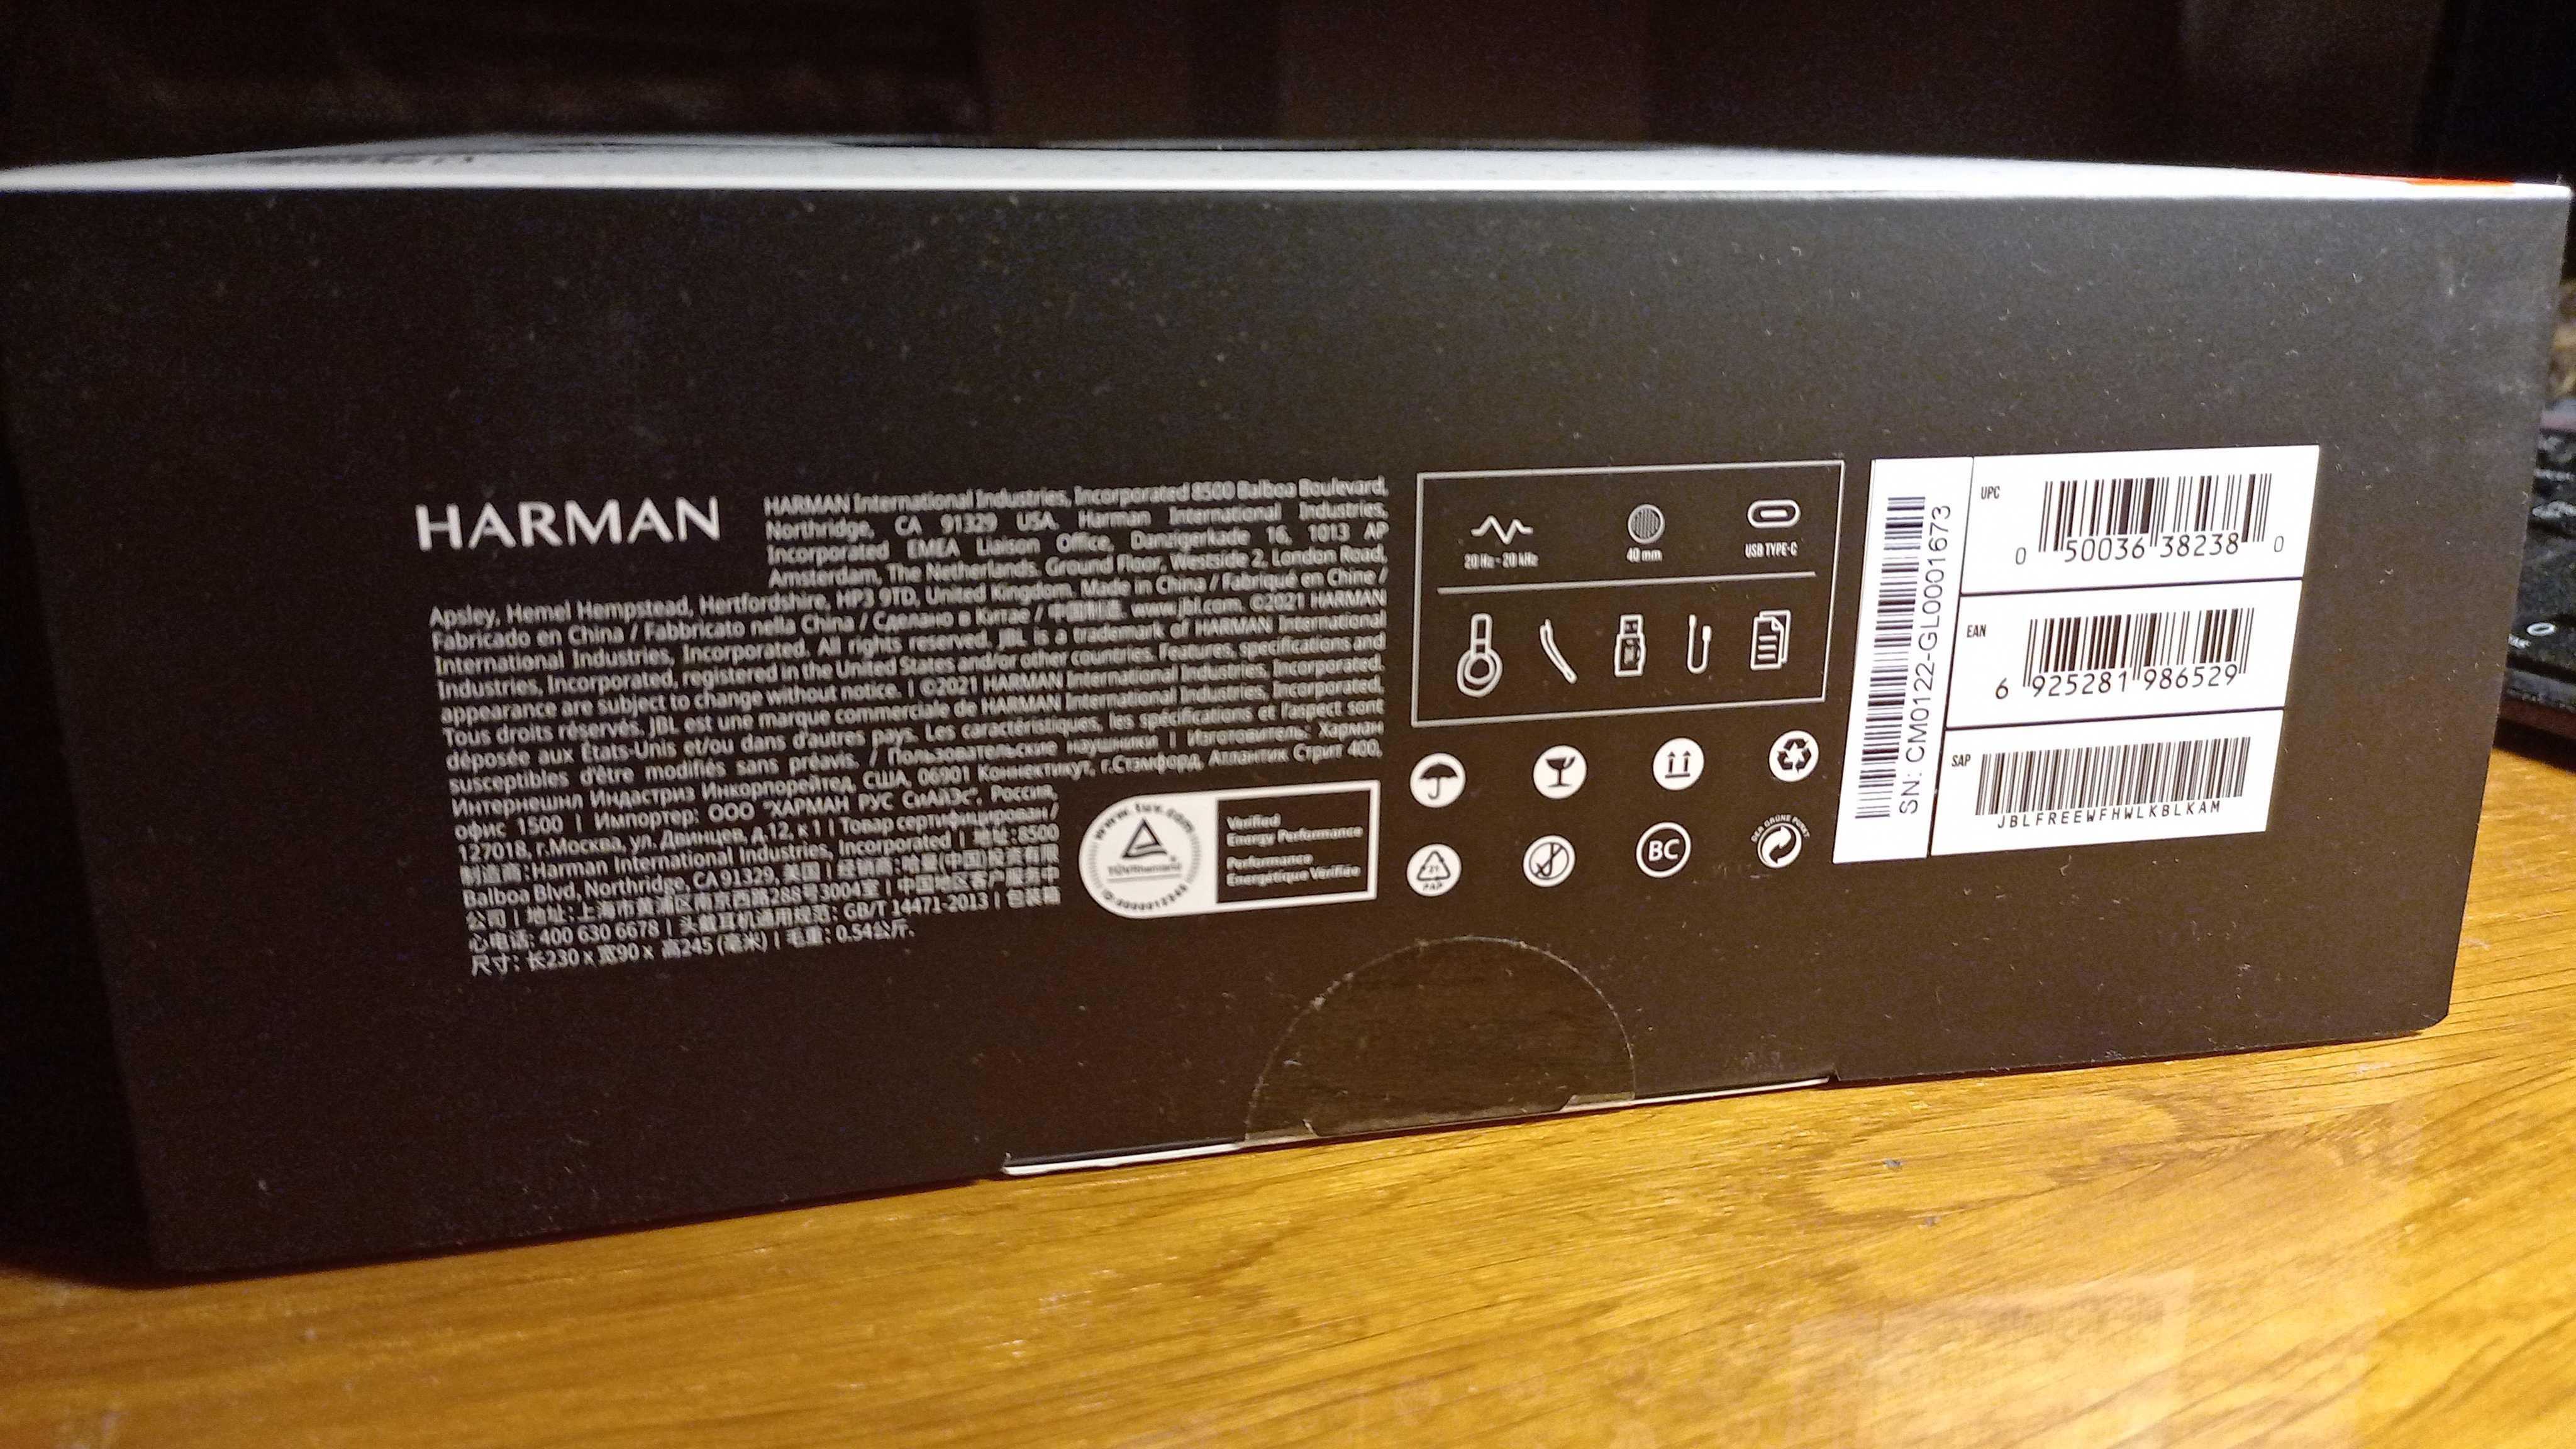 HARMAN
HARMAN International Industries, Incorporated 8500 Balboa Boulevard,
Northridge, CA 91329 USA. Harman International Industries,
Incorporated EMEA Liaison Office, Danzigerkade 16, 1013 AP
Amsterdam, The Netherlands. Ground Floor, Westside 2, London Road,
Apsley, Hemel Hempstead, Hertfordshire, HP3 9TD, United Kingdom. Made in China / Fabriqué en Chine /
Fabricado en China / Fabbricato nella China / Сделано в Китае / 中国制造 www.jbl.com. ©2021 HARMAN
International Industries, Incorporated. All rights reserved. JBL is a trademark of HARMAN International
Industries, Incorporated, registered in the United States and/or other countries. Features, specifications and
appearance are subject to change without notice. | ©2021 HARMAN International Industries, Incorporated.
Tous droits réservés. JBL est une marque commerciale de HARMAN International Industries, Incorporated,
déposée aux États-Unis et/ou dans d'autres pays. Les caractéristiques, les spécifications et l'aspect sont
susceptibles d'être modifiés sans préavis. / Пользовательские наушники | Изготовитель: Харман
Интернешнл Индастриз Инкорпорейтед, США, 06901 Коннектикут, г.Стэмфорд, Атлантик Стрит 400,
офис 1500 | Импортер: ООО "ХАРМАН РУС СиАйЭс", Россия,
127018, г.Москва, ул. Двинцев, д.12, к 1 | Товар сертифицирован /
制造商: Harman International Industries, Incorporated | 地址: 8500
Balboa Blvd, Northridge, CA 91329, 美国 | 经销商: 哈曼(中国)投资有限
公司 | 地址: 上海市黄浦区南京西路288号3004室 | 中国地区客户服务中
心电话: 400 630 6678 | 头戴耳机通用规范: GB/T 14471-2013 | 包装箱
尺寸: 长230 x 宽90 x 高245 (毫米) | 毛重: 0.54公斤.
www.tuv.com
TÜVRheinland
Verified
Energy Performance
Performance
Énergétique Vérifiée
20 Hz - 20 kHz
40 mm
USB TYPE-C
21
PAP
BC
DER GRÜNE PUNKT
SN: CM0122-GL0001673
UPC
0 50036 38238 0
EAN
6 925281 986529
SAP
JBLFREEWFHWLKBLKAM